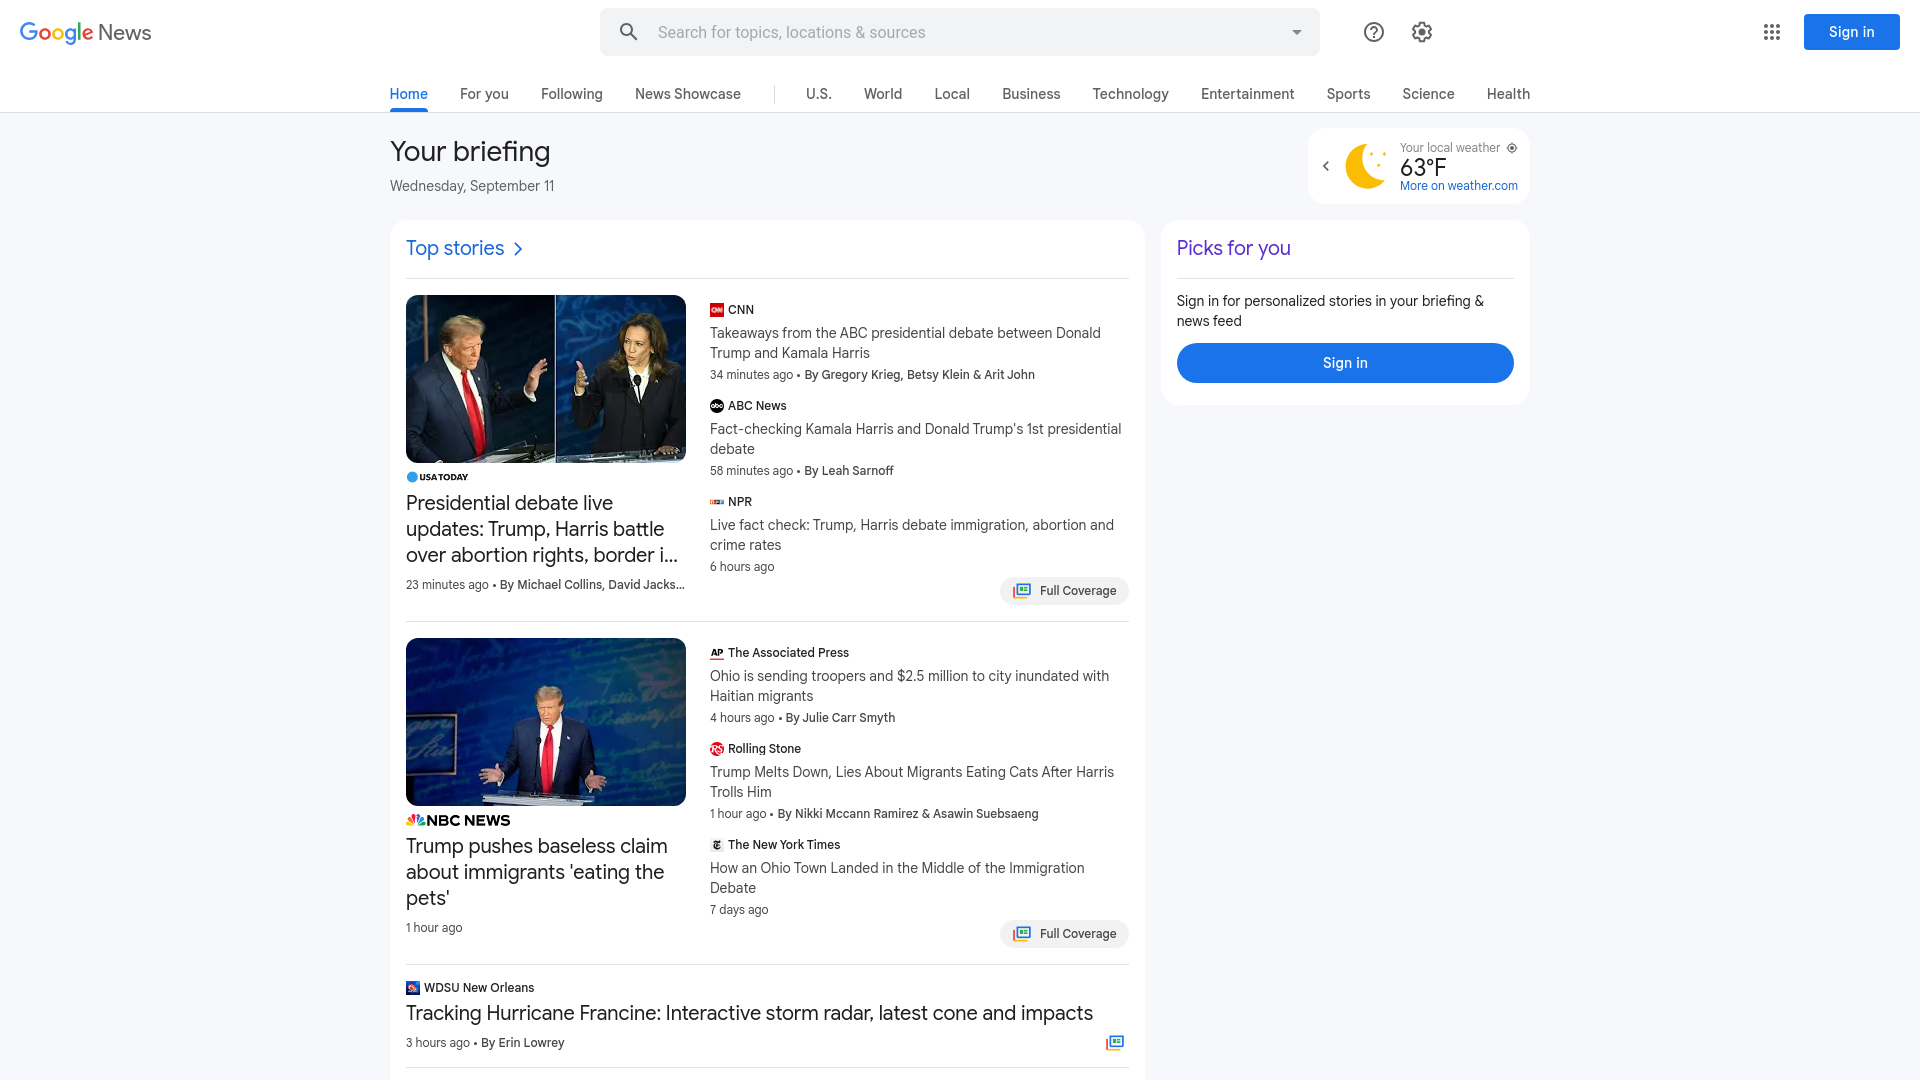 Google News
Search for topics, locations & sources
Sign in
Home
For you
Following
News Showcase
U.S.
World
Local
Business
Technology
Entertainment
Sports
Science
Health
Your briefing
Wednesday, September 11
Your local weather
63°F
More on weather.com
Top stories
USA TODAY
Presidential debate live
updates: Trump, Harris battle
over abortion rights, border i...
23 minutes ago • By Michael Collins, David Jacks...
CNN
Takeaways from the ABC presidential debate between Donald
Trump and Kamala Harris
34 minutes ago • By Gregory Krieg, Betsy Klein & Arit John
abc ABC News
Fact-checking Kamala Harris and Donald Trump's 1st presidential
debate
58 minutes ago • By Leah Sarnoff
NPR
Live fact check: Trump, Harris debate immigration, abortion and
crime rates
6 hours ago
Full Coverage
NBC NEWS
Trump pushes baseless claim
about immigrants 'eating the
pets'
1 hour ago
AP The Associated Press
Ohio is sending troopers and $2.5 million to city inundated with
Haitian migrants
4 hours ago • By Julie Carr Smyth
RS Rolling Stone
Trump Melts Down, Lies About Migrants Eating Cats After Harris
Trolls Him
1 hour ago • By Nikki Mccann Ramirez & Asawin Suebsaeng
The New York Times
How an Ohio Town Landed in the Middle of the Immigration
Debate
7 days ago
Full Coverage
WDSU New Orleans
Tracking Hurricane Francine: Interactive storm radar, latest cone and impacts
3 hours ago • By Erin Lowrey
Picks for you
Sign in for personalized stories in your briefing &
news feed
Sign in